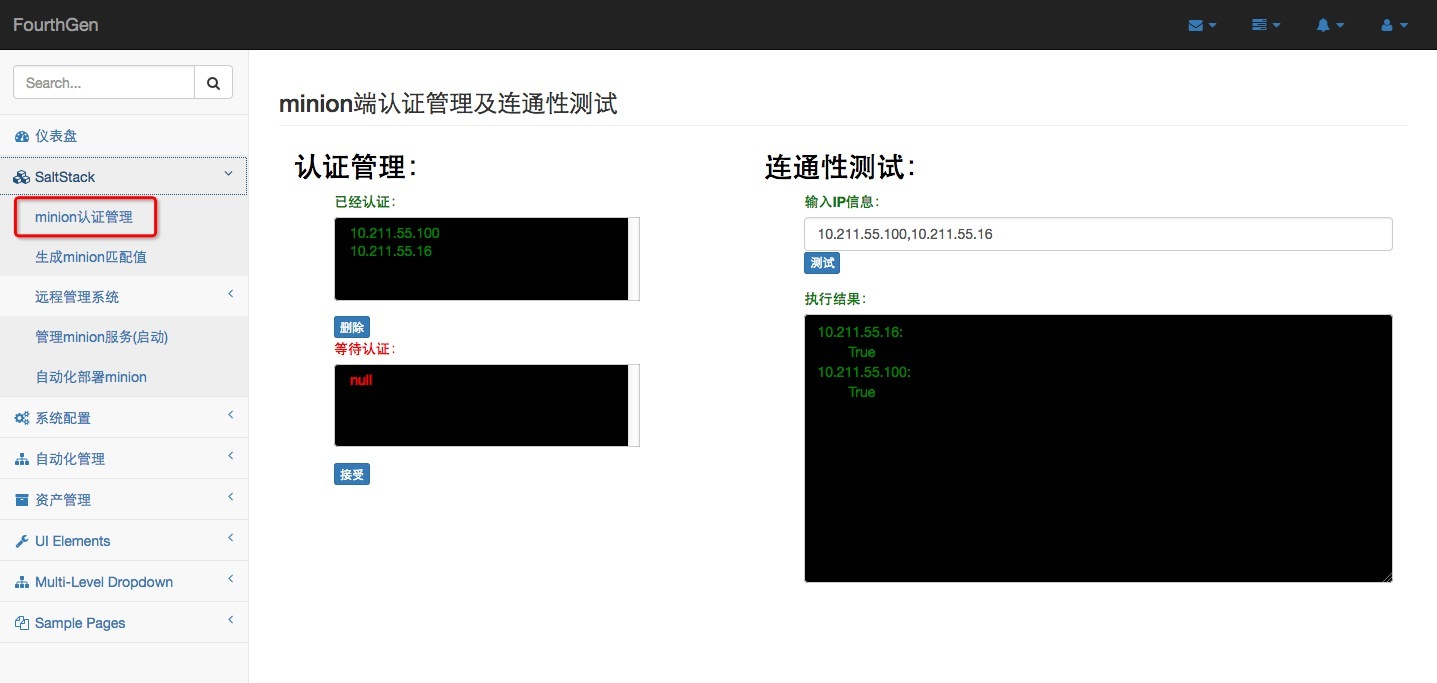 FourthGen
Search...
仪表盘
SaltStack
minion认证管理
生成minion匹配值
远程管理系统
管理minion服务(启动)
自动化部署minion
系统配置
自动化管理
资产管理
UI Elements
Multi-Level Dropdown
Sample Pages
minion端认证管理及连通性测试
认证管理：
已经认证：
10.211.55.100
10.211.55.16
删除
等待认证：
null
接受
连通性测试：
输入IP信息：
10.211.55.100,10.211.55.16
测试
执行结果：
10.211.55.16:
True
10.211.55.100:
True